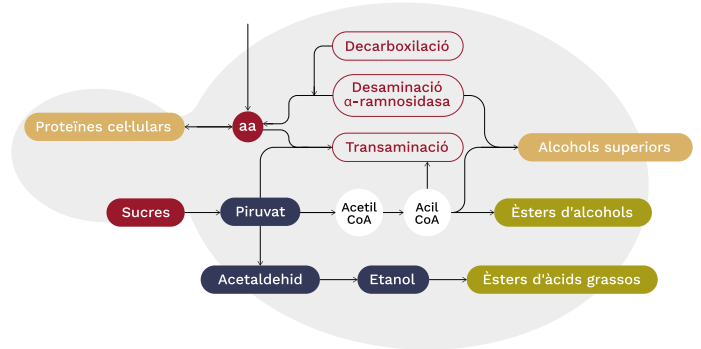 Decarboxilació
Desaminació
α-ramnosidasa
Proteïnes cel·lulars
aa
Transaminació
Alcohols superiors
Sucres
Piruvat
Acetil
CoA
Acil
CoA
Èsters d'alcohols
Acetaldehid
Etanol
Èsters d'àcids grassos